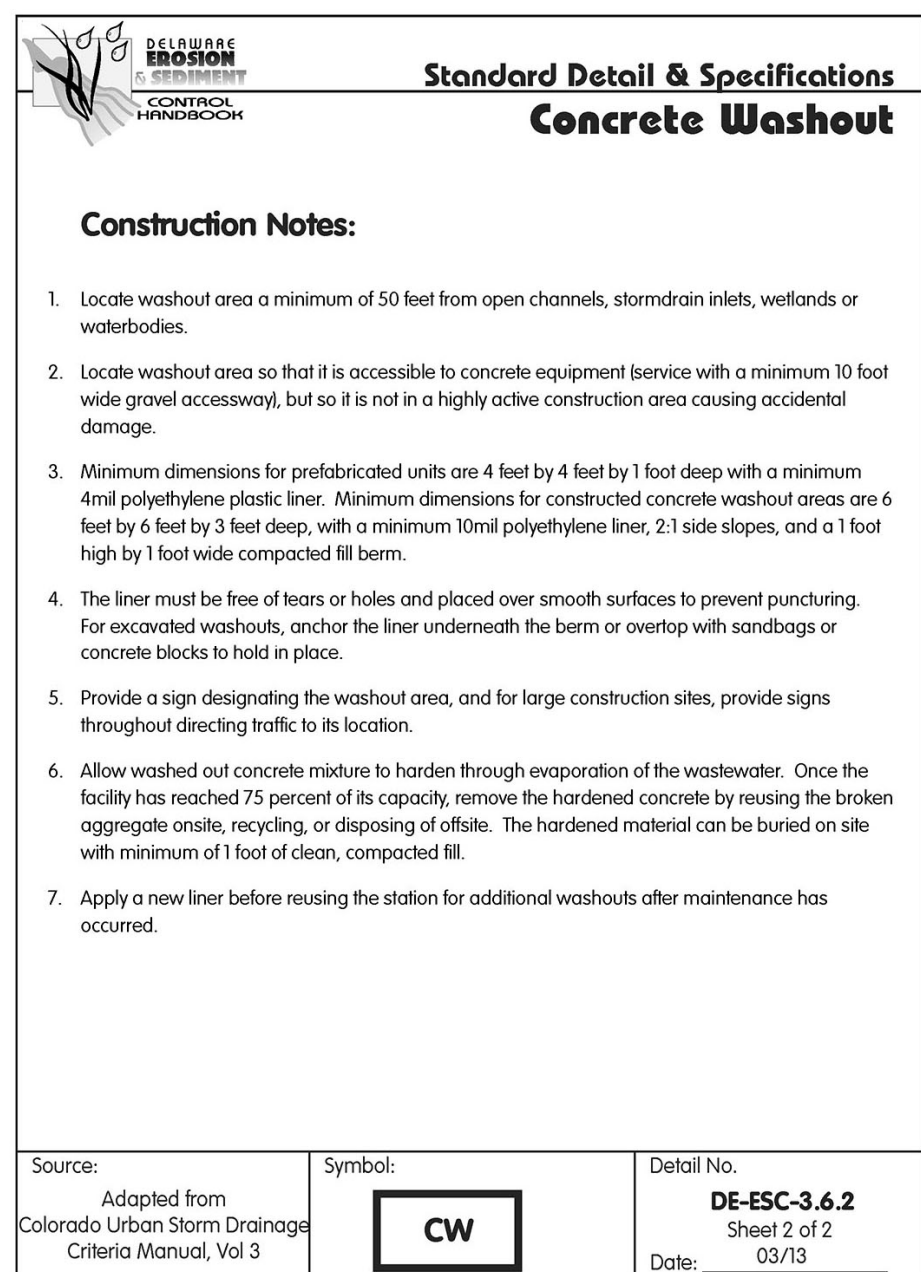 DELAWARE
EROSION
& SEDIMENT
CONTROL
HANDBOOK
Standard Detail & Specifications
Concrete Washout
Construction Notes:
1. Locate washout area a minimum of 50 feet from open channels, stormdrain inlets, wetlands or
waterbodies.
2. Locate washout area so that it is accessible to concrete equipment (service with a minimum 10 foot
wide gravel accessway), but so it is not in a highly active construction area causing accidental
damage.
3. Minimum dimensions for prefabricated units are 4 feet by 4 feet by 1 foot deep with a minimum
4mil polyethylene plastic liner. Minimum dimensions for constructed concrete washout areas are 6
feet by 6 feet by 3 feet deep, with a minimum 10mil polyethylene liner, 2:1 side slopes, and a 1 foot
high by 1 foot wide compacted fill berm.
4. The liner must be free of tears or holes and placed over smooth surfaces to prevent puncturing.
For excavated washouts, anchor the liner underneath the berm or overtop with sandbags or
concrete blocks to hold in place.
5. Provide a sign designating the washout area, and for large construction sites, provide signs
throughout directing traffic to its location.
6. Allow washed out concrete mixture to harden through evaporation of the wastewater. Once the
facility has reached 75 percent of its capacity, remove the hardened concrete by reusing the broken
aggregate onsite, recycling, or disposing of offsite. The hardened material can be buried on site
with minimum of 1 foot of clean, compacted fill.
7. Apply a new liner before reusing the station for additional washouts after maintenance has
occurred.
Source:
Adapted from
Colorado Urban Storm Drainage
Criteria Manual, Vol 3
Symbol:
CW
Detail No.
DE-ESC-3.6.2
Sheet 2 of 2
Date: 03/13